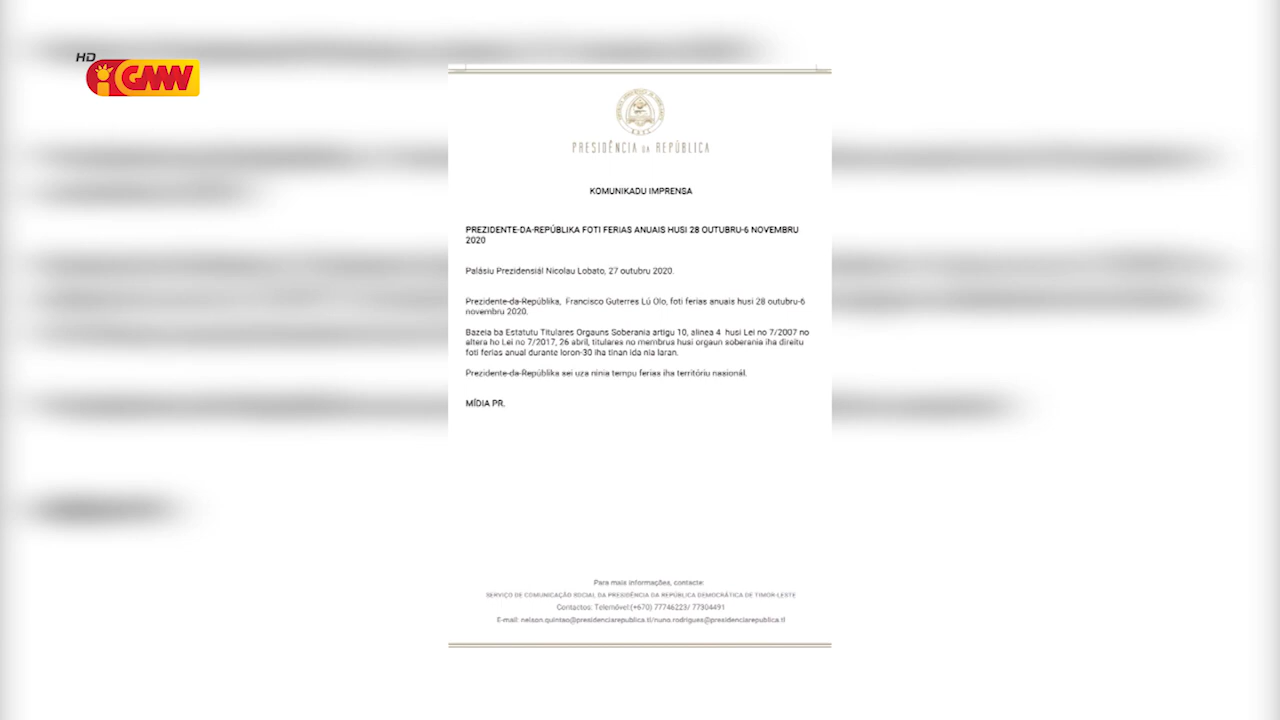 HD
GMN
PRESIDÊNCIA DA REPÚBLICA
KOMUNIKADU IMPRENSA
PREZIDENTE-DA-REPÚBLIKA FOTI FERIAS ANUAIS HUSI 28 OUTUBRU-6 NOVEMBRU
2020
Palásiu Prezidensiál Nicolau Lobato, 27 outubru 2020.
Prezidente-da-Repúblika, Francisco Guterres Lú Olo, foti ferias anuais husi 28 outubru-6
novembru 2020.
Bazeia ba Estatutu Titulares Orgauns Soberania artigu 10, alinea 4 husi Lei no 7/2007 no
altera ho Lei no 7/2017, 26 abril, titulares no membrus husi orgaun soberania iha direitu
foti ferias anual durante loron-30 iha tinan ida nia laran.
Prezidente-da-Repúblika sei uza ninia tempu ferias iha territóriu nasionál.
MÍDIA PR.
Para mais informações, contacte:
SERVIÇO DE COMUNICAÇÃO SOCIAL DA PRESIDÊNCIA DA REPÚBLICA DEMOCRÁTICA DE TIMOR-LESTE
Contactos: Telemóvel:(+670) 77746223/ 77304491
E-mail: nelson.quintao@presidenciarepublica.tl/nuno.rodrigues@presidenciarepublica.tl